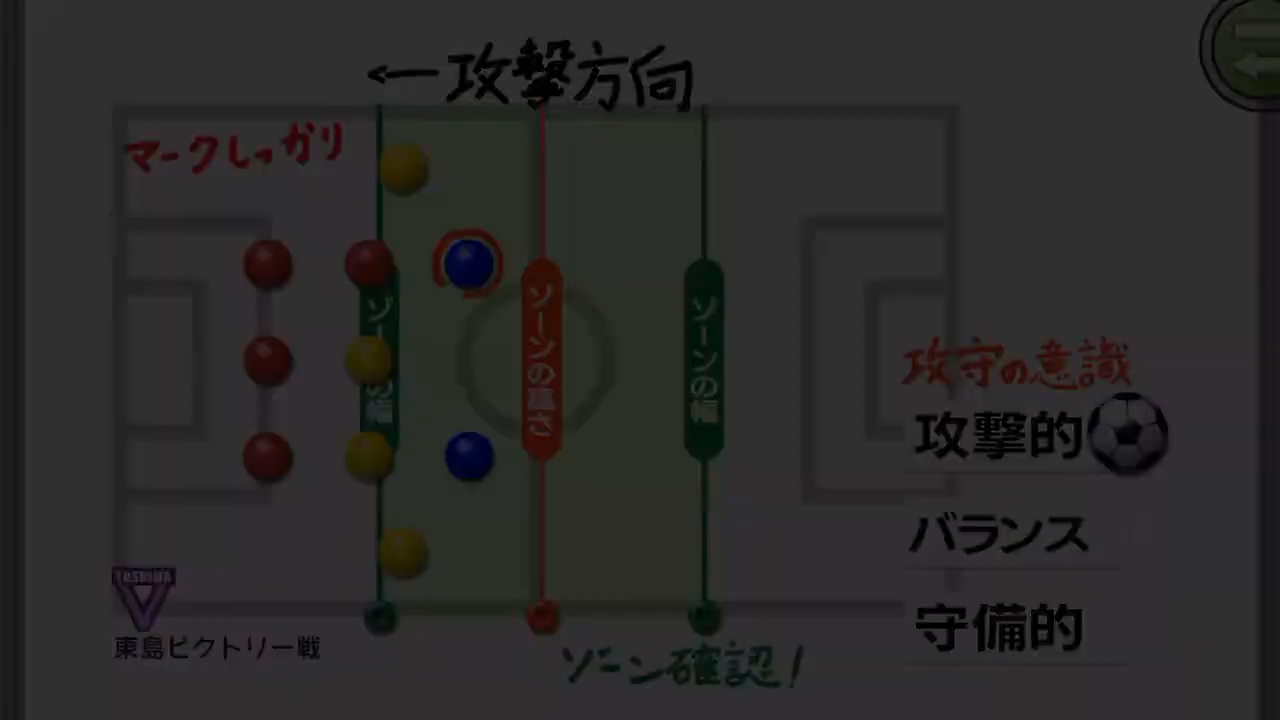 ←攻撃方向
マークしっかり
ゾーンの幅
ゾーンの高さ
ゾーンの幅
攻守の意識
攻撃的
バランス
守備的
TOSHIMA
東島ビクトリー戦
ゾーン確認!